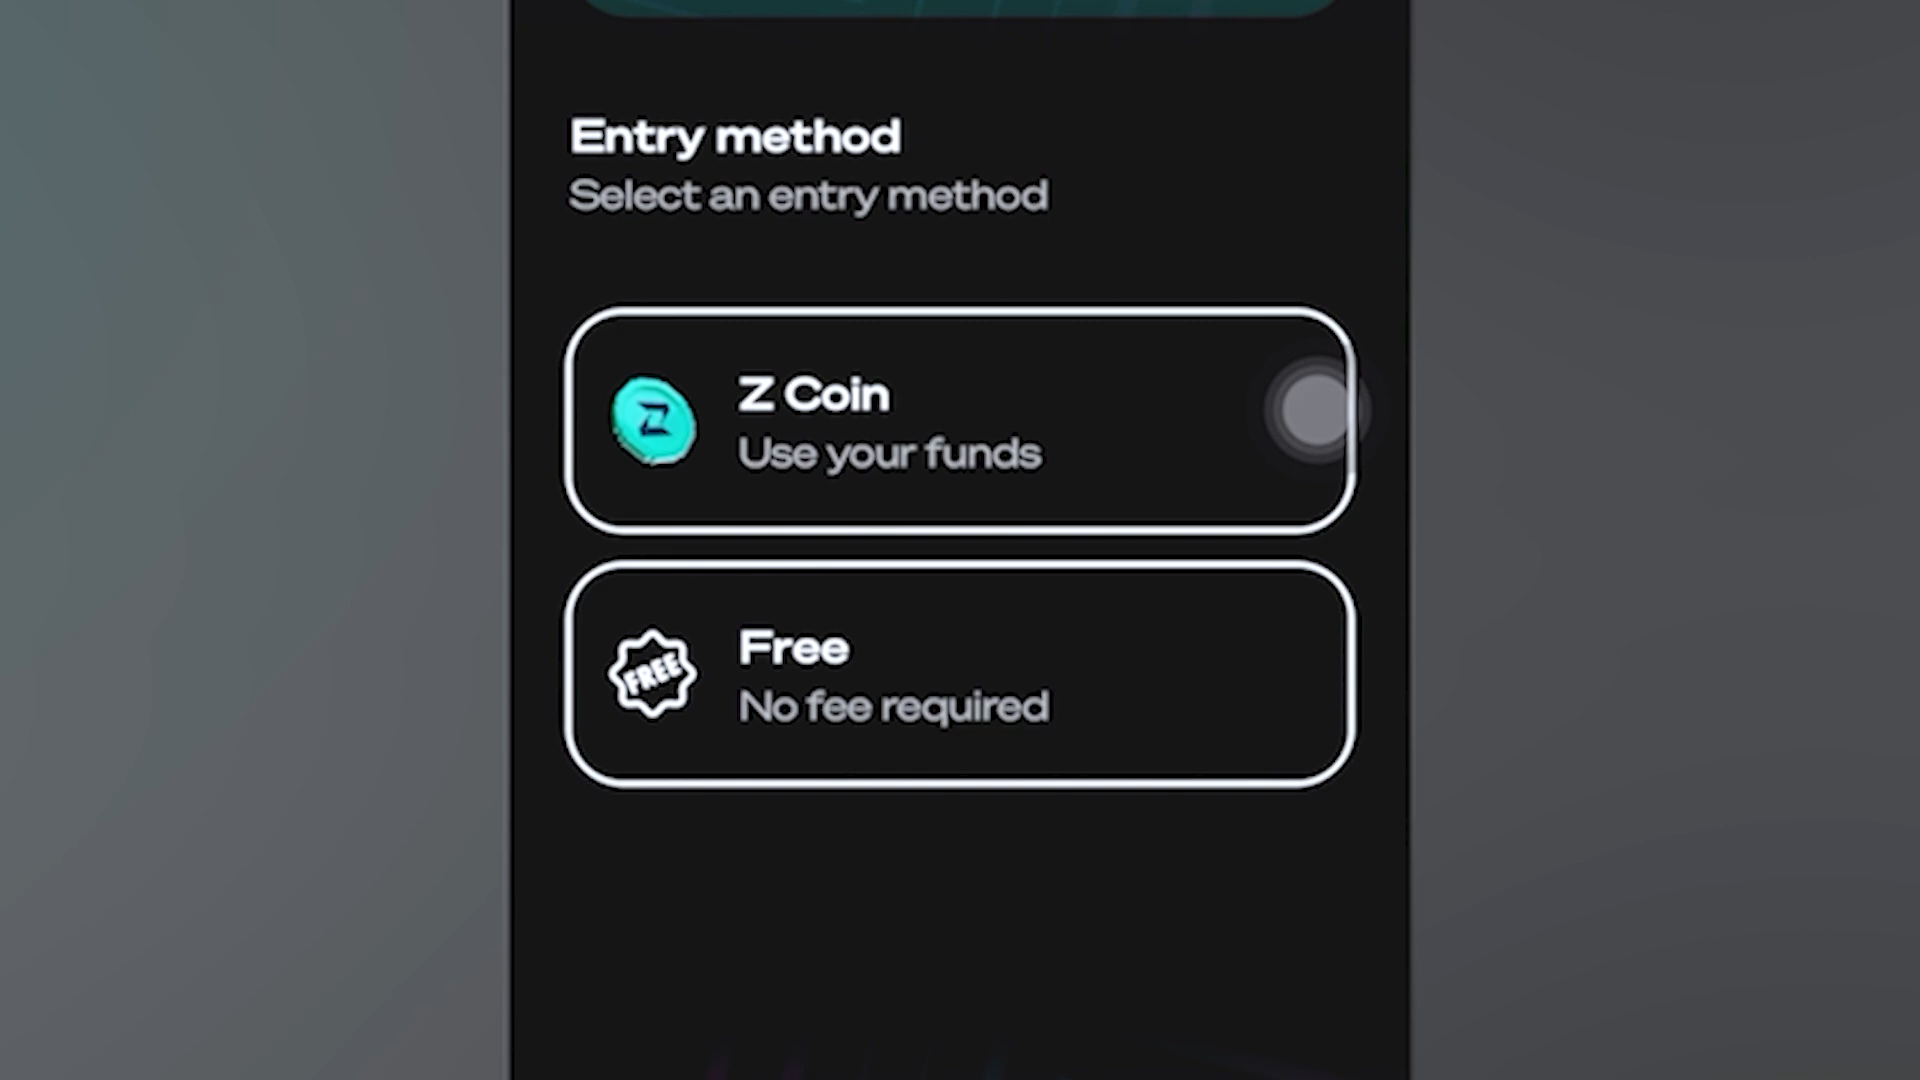 Entry method
Select an entry method
Z Coin
Use your funds
FREE
Free
No fee required